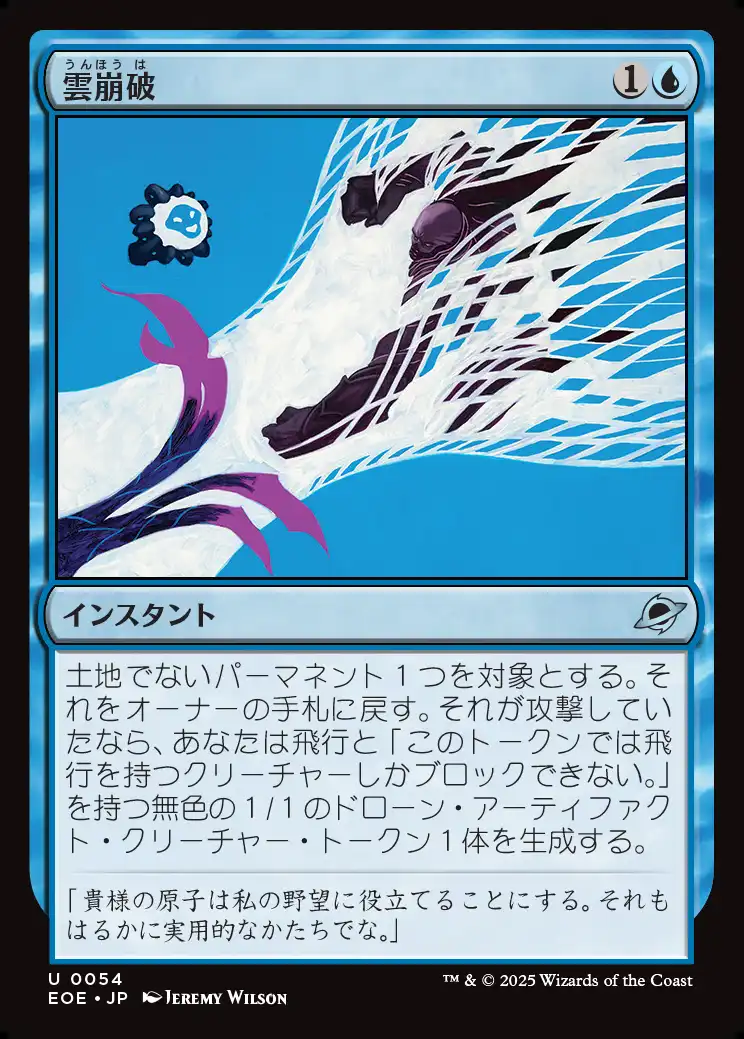 うんほう は
雲崩破
1
インスタント
土地でないパーマネント1つを対象とする。そ
れをオーナーの手札に戻す。それが攻撃してい
たなら、あなたは飛行と「このトークンでは飛
行を持つクリーチャーしかブロックできない。」
を持つ無色の1/1のドローン・アーティファク
ト・クリーチャー・トークン1体を生成する。
「貴様の原子は私の野望に役立てることにする。それも
はるかに実用的なかたちでな。」
U 0054
™ & © 2025 Wizards of the Coast
EOE • JP Jeremy Wilson